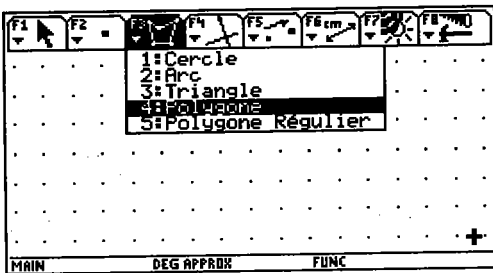 F1 F2 F3 F4 F5 F6 cm F7 F8
1:Cercle
2:Arc
3:Triangle
4:Polygone
5:Polygone Régulier
MAIN DEG APPROX FUNC